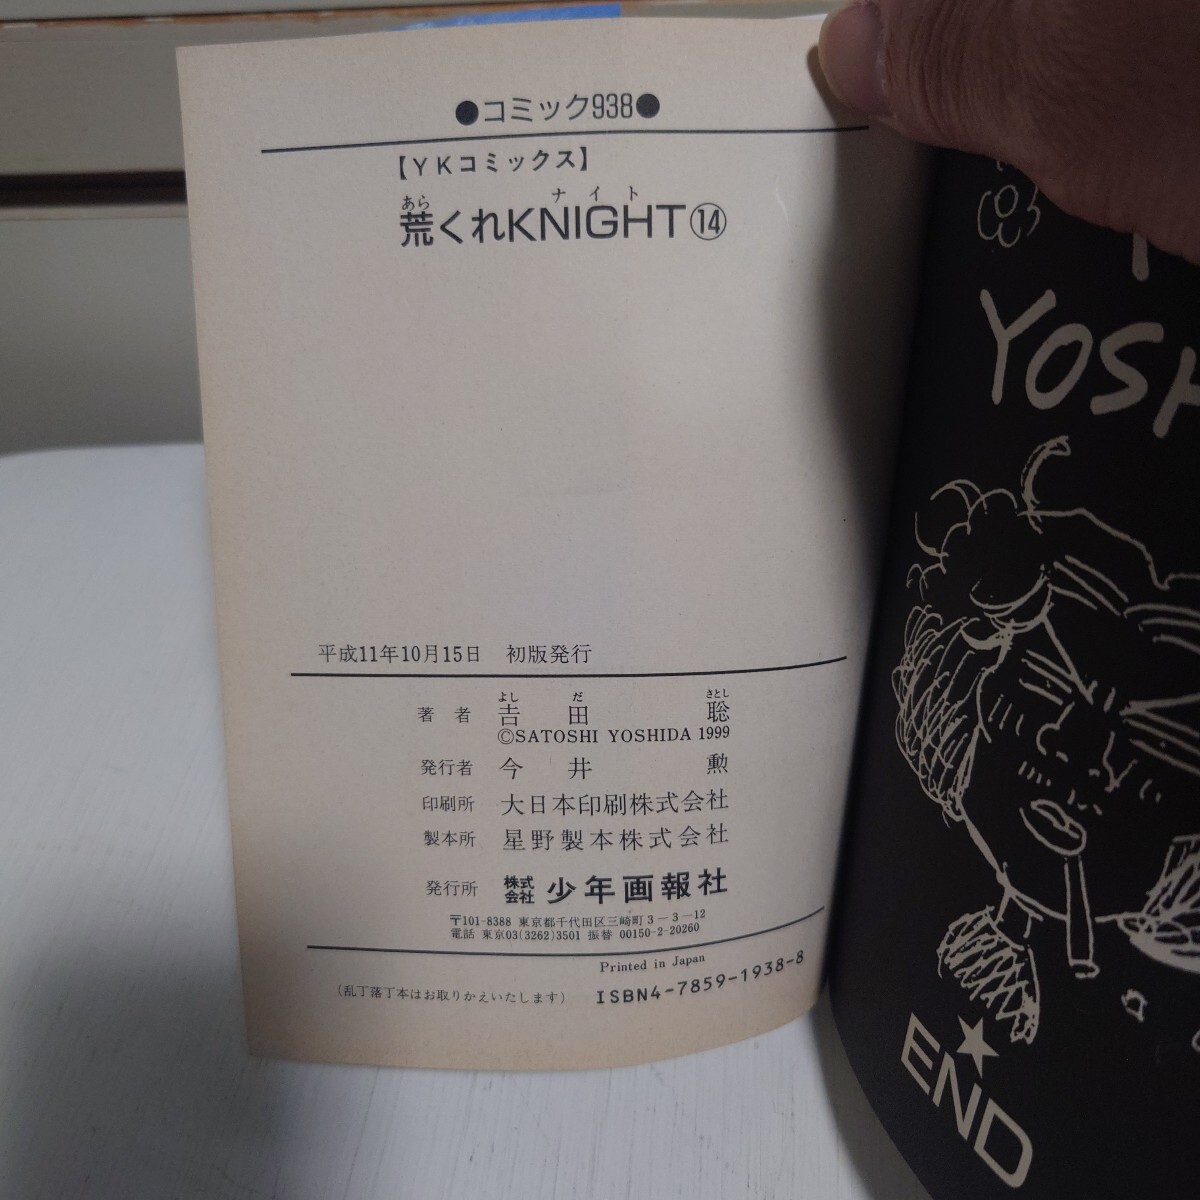 ●コミック938●
【YKコミックス】
あら ナイト
荒くれKNIGHT⑭
平成11年10月15日 初版発行
よし だ さとし
著者 吉田聡
©SATOSHI YOSHIDA 1999
発行者 今井勲
印刷所 大日本印刷株式会社
製本所 星野製本株式会社
発行所 株式会社 少年画報社
〒101-8388 東京都千代田区三崎町3-3-12
電話 東京03(3262)3501 振替 00150-2-20260
Printed in Japan
(乱丁落丁本はお取りかえいたします) ISBN4-7859-1938-8
YOSH
★
END